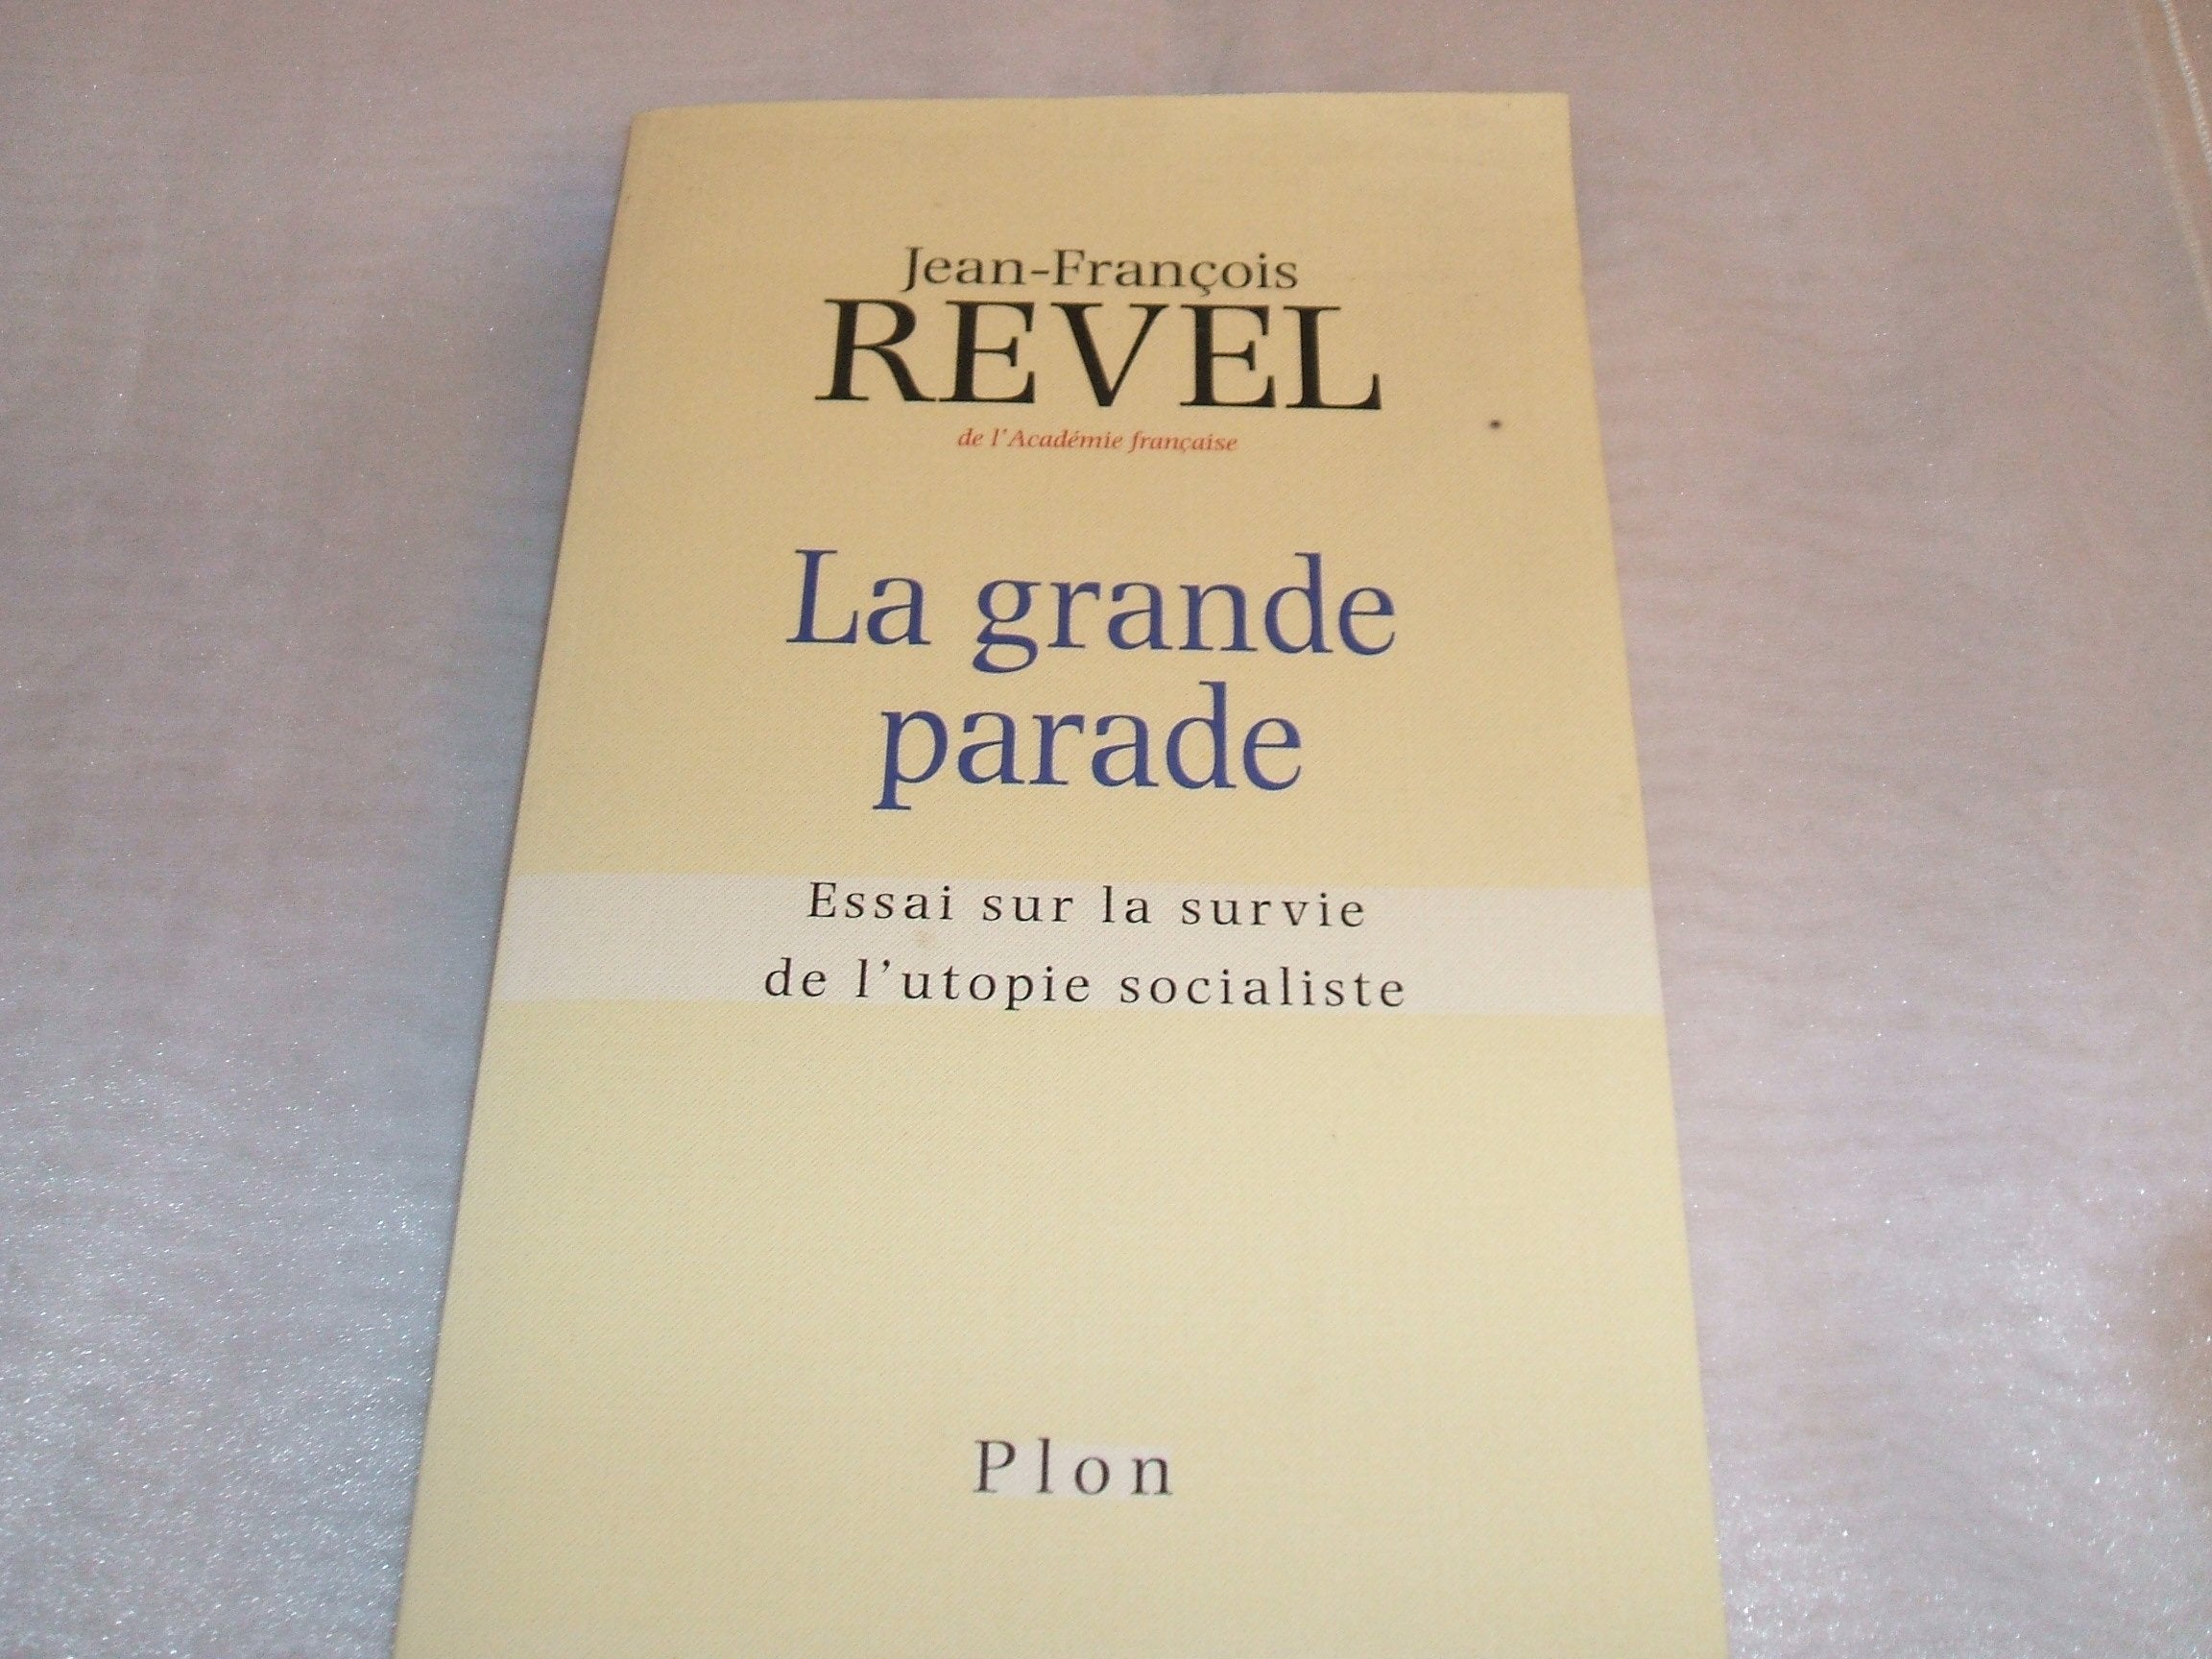 Jean-François
REVEL
de l'Académie française
La grande
parade
Essai sur la survie
de l'utopie socialiste
Plon